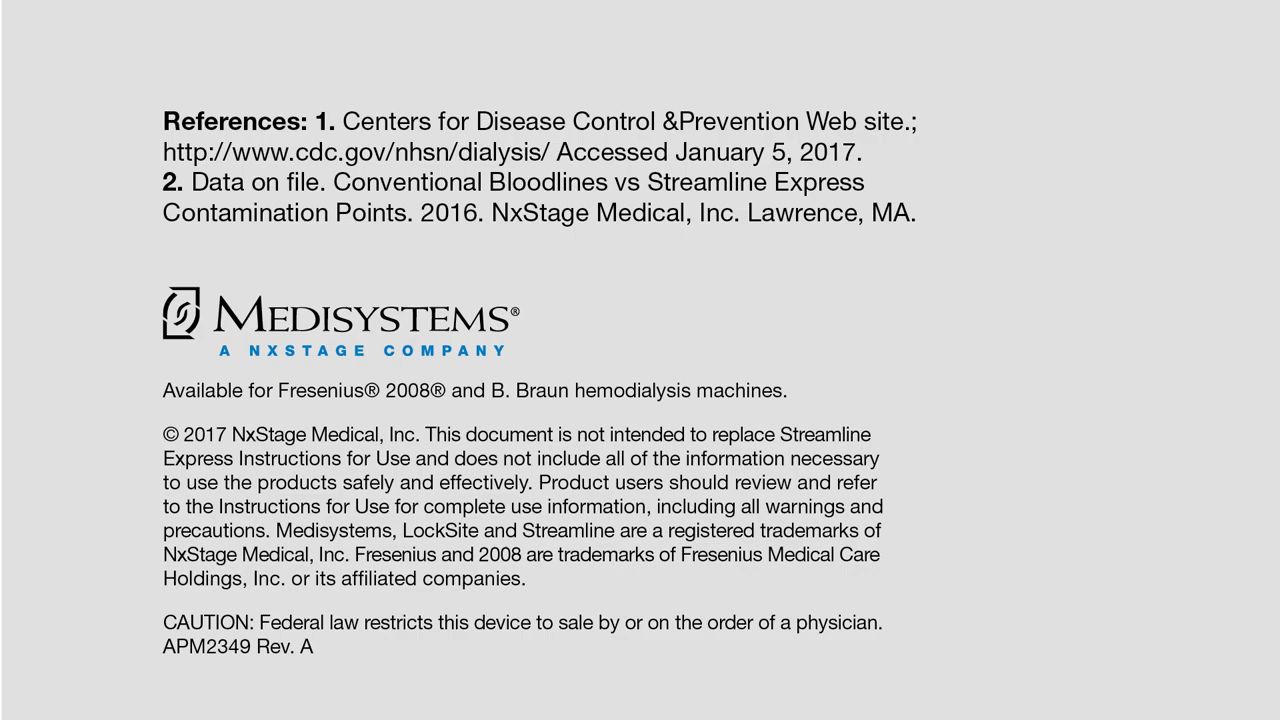 References: 1. Centers for Disease Control &Prevention Web site.;
http://www.cdc.gov/nhsn/dialysis/ Accessed January 5, 2017.
2. Data on file. Conventional Bloodlines vs Streamline Express
Contamination Points. 2016. NxStage Medical, Inc. Lawrence, MA.
MEDISYSTEMS®
A NXSTAGE COMPANY
Available for Fresenius® 2008® and B. Braun hemodialysis machines.
© 2017 NxStage Medical, Inc. This document is not intended to replace Streamline
Express Instructions for Use and does not include all of the information necessary
to use the products safely and effectively. Product users should review and refer
to the Instructions for Use for complete use information, including all warnings and
precautions. Medisystems, LockSite and Streamline are a registered trademarks of
NxStage Medical, Inc. Fresenius and 2008 are trademarks of Fresenius Medical Care
Holdings, Inc. or its affiliated companies.
CAUTION: Federal law restricts this device to sale by or on the order of a physician.
APM2349 Rev. A